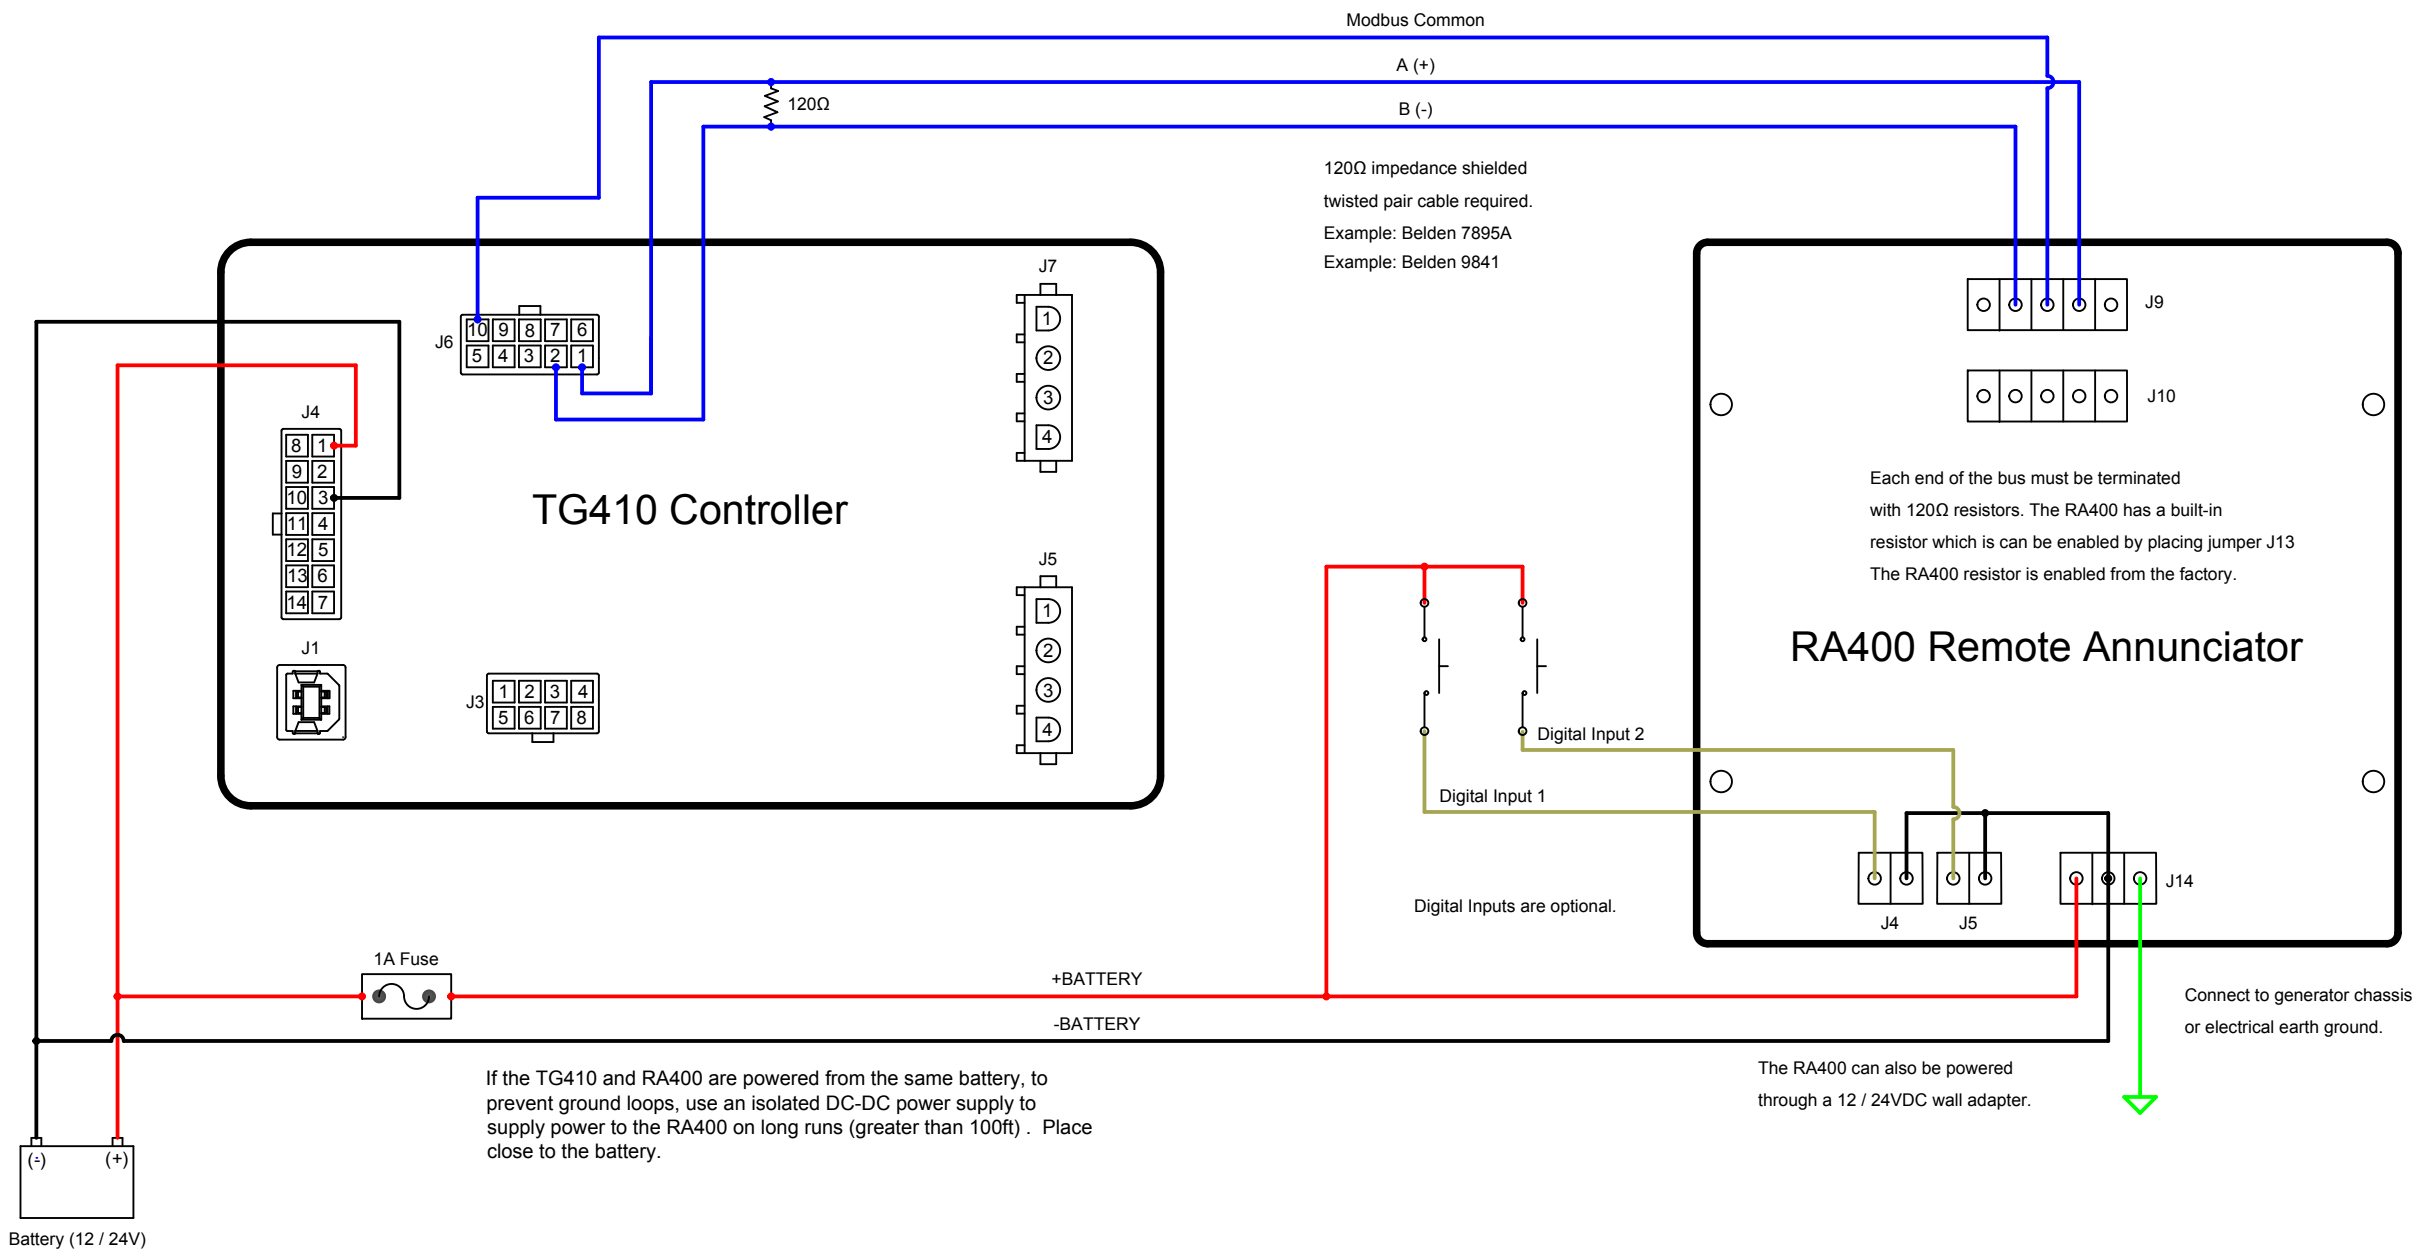 Modbus Common
A (+)
120Ω
B (-)
120Ω impedance shielded
twisted pair cable required.
Example: Belden 7895A
Example: Belden 9841
J7
1
2
3
4
J6
10 9 8 7 6
5 4 3 2 1
J9
J10
J4
8 1
9 2
10 3
11 4
12 5
13 6
14 7
TG410 Controller
Each end of the bus must be terminated
with 120Ω resistors. The RA400 has a built-in
resistor which is can be enabled by placing jumper J13
The RA400 resistor is enabled from the factory.
J5
1
2
3
4
RA400 Remote Annunciator
J1
J3
1 2 3 4
5 6 7 8
Digital Input 2
Digital Input 1
J14
Digital Inputs are optional.
J4
J5
1A Fuse
+BATTERY
-BATTERY
Connect to generator chassis
or electrical earth ground.
If the TG410 and RA400 are powered from the same battery, to
prevent ground loops, use an isolated DC-DC power supply to
supply power to the RA400 on long runs (greater than 100ft) .  Place
close to the battery.
The RA400 can also be powered
through a 12 / 24VDC wall adapter.
(-) (+)
Battery (12 / 24V)